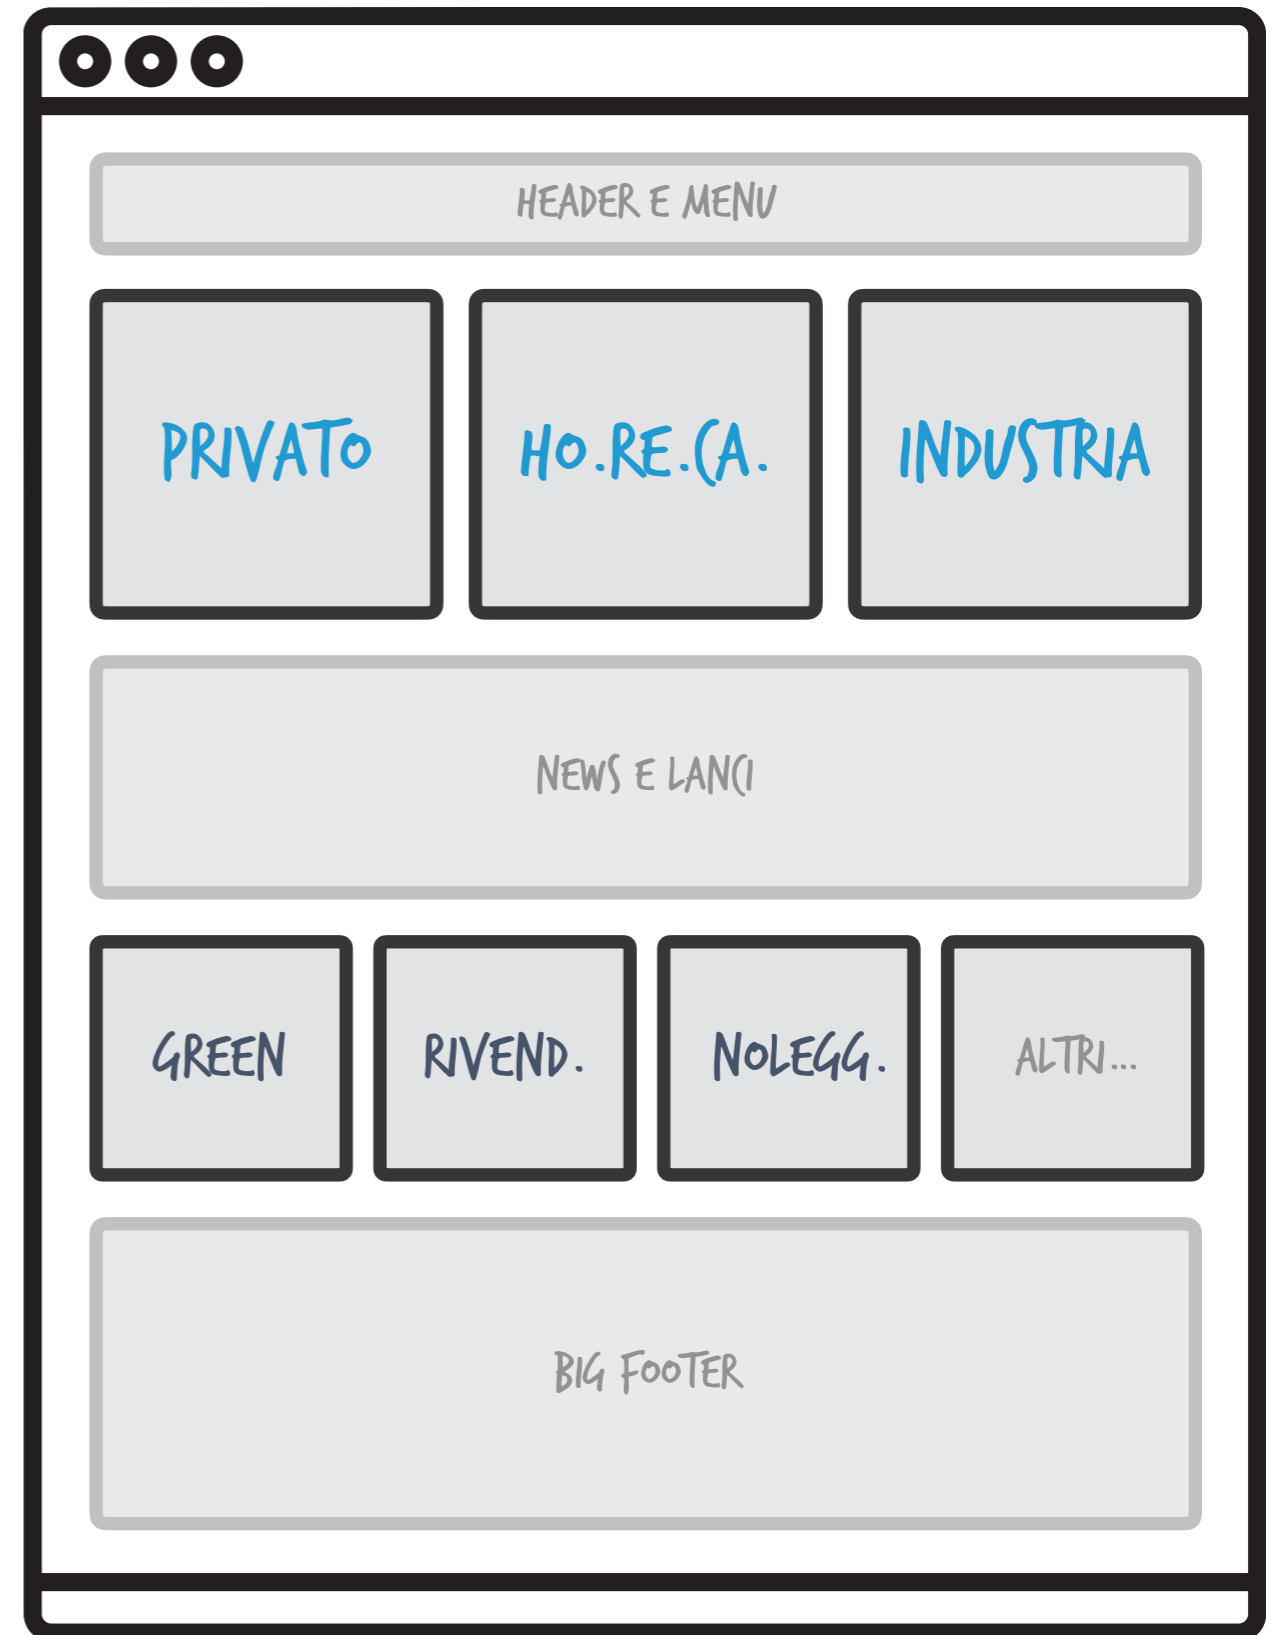 HEADER E MENU
PRIVATO
HO.RE.CA.
INDUSTRIA
NEWS E LANCI
GREEN
RIVEND.
NOLEGG.
ALTRI...
BIG FOOTER